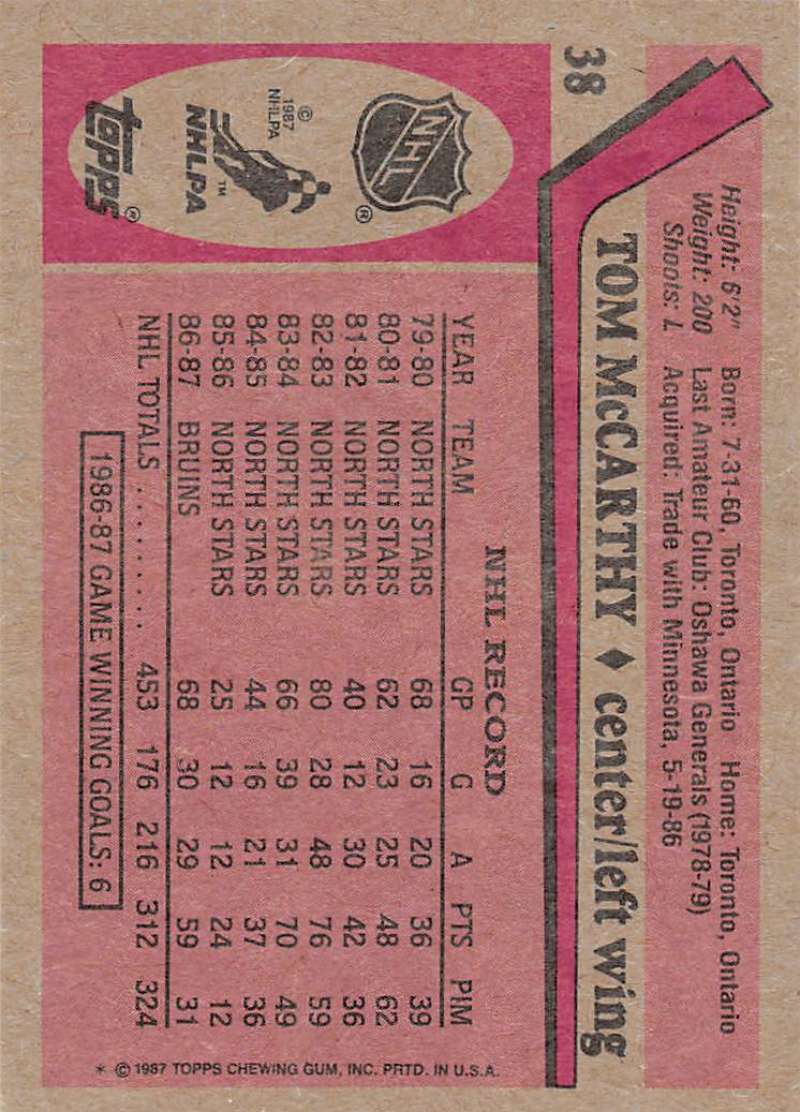 38
Height: 6'2" Born: 7-31-60, Toronto, Ontario Home: Toronto, Ontario
Weight: 200 Last Amateur Club: Oshawa Generals (1978-79)
Shoots: L Acquired: Trade with Minnesota, 5-19-86
TOM McCARTHY ♦ center/left wing
NHL
®
© 1987 NHLPA
NHLPA
TM
topps®
NHL RECORD
YEAR TEAM GP G A PTS PIM
79-80 NORTH STARS 68 16 20 36 39
80-81 NORTH STARS 62 23 25 48 62
81-82 NORTH STARS 40 12 30 42 36
82-83 NORTH STARS 80 28 48 76 59
83-84 NORTH STARS 66 39 31 70 49
84-85 NORTH STARS 44 16 21 37 36
85-86 NORTH STARS 25 12 12 24 12
86-87 BRUINS 68 30 29 59 31
NHL TOTALS .......... 453 176 216 312 324
1986-87 GAME WINNING GOALS: 6
* © 1987 TOPPS CHEWING GUM, INC. PRTD. IN U.S.A.